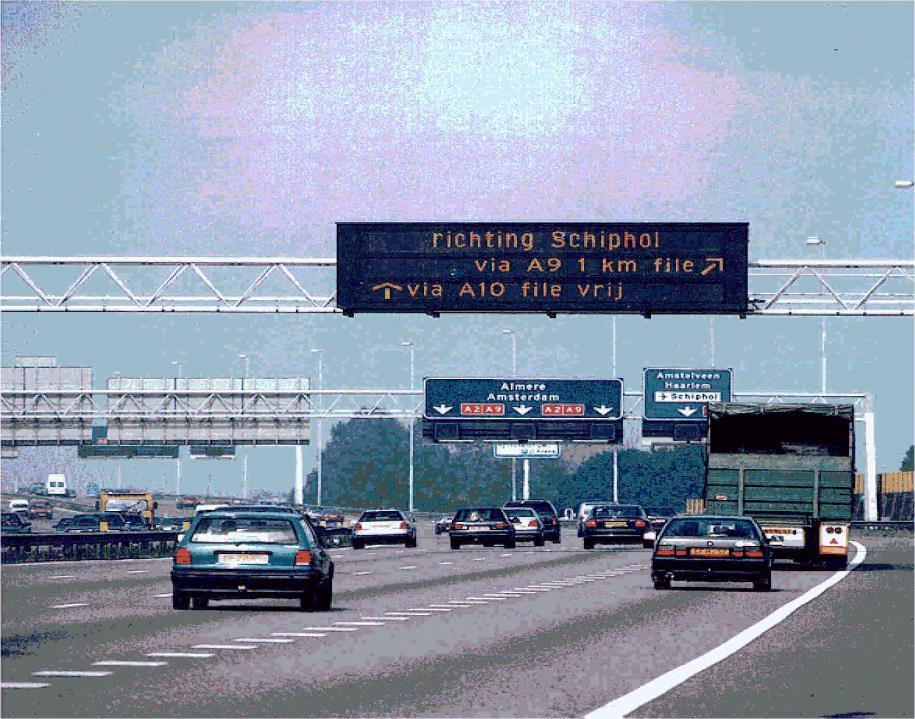 richting Schiphol
via A9 1 km file ↗
↑ via A10 file vrij
Almere
Amsterdam
A2 A9 A2 A9
Amstelveen
Haarlem
→ Schiphol